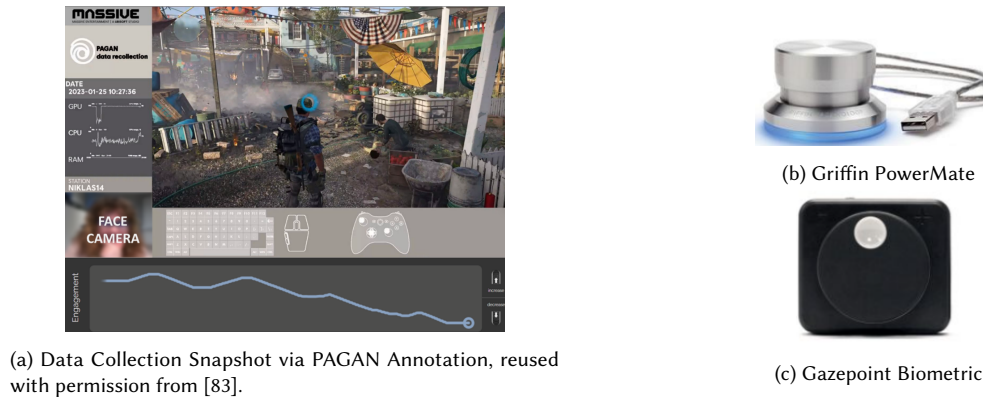 MASSIVE
PAGAN
data recollection
DATE
2023-01-25 10:27:36
GPU
CPU
RAM
STATION
NIKLAS14
FACE
CAMERA
Engagement
increase
decrease
(a) Data Collection Snapshot via PAGAN Annotation, reused
with permission from [83].
(b) Griffin PowerMate
(c) Gazepoint Biometric